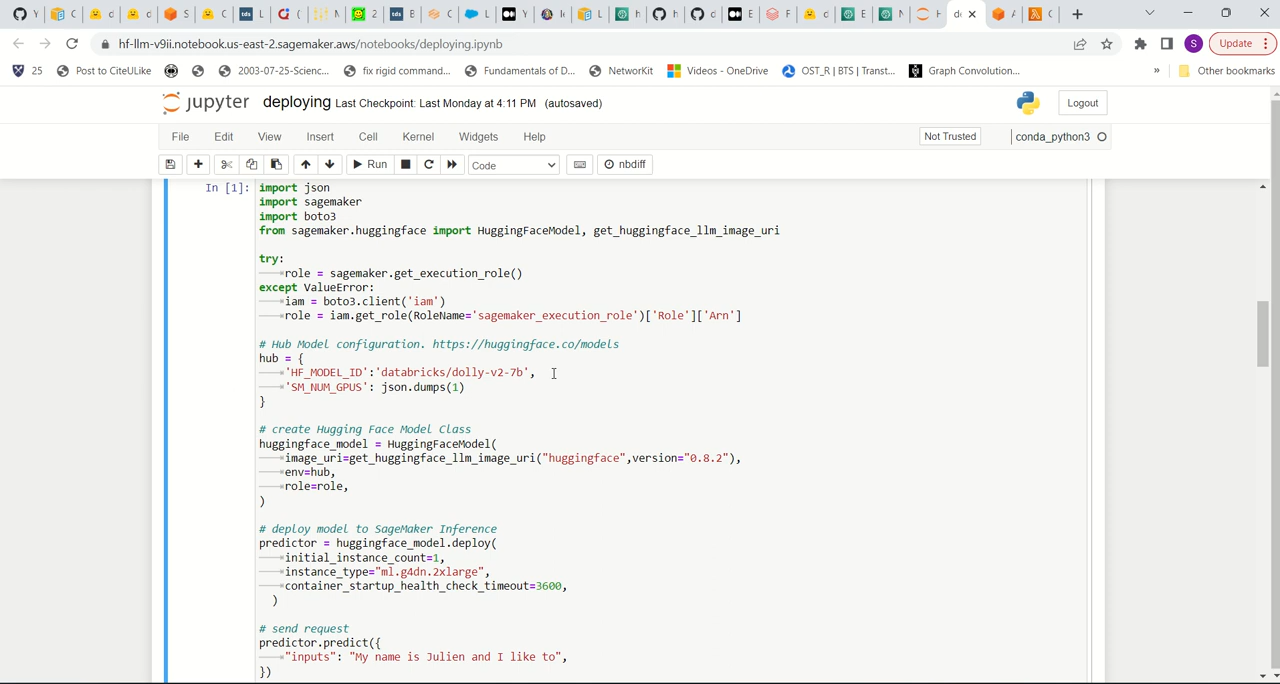 hf-llm-v9ii.notebook.us-east-2.sagemaker.aws/notebooks/deploying.ipynb
S
Update
25
Post to CiteULike
2003-07-25-Scienc...
fix rigid command...
Fundamentals of D...
NetworKit
Videos - OneDrive
OST_R | BTS | Transt...
Graph Convolution...
»
Other bookmarks
jupyter deploying Last Checkpoint: Last Monday at 4:11 PM (autosaved)
Logout
File Edit View Insert Cell Kernel Widgets Help
Not Trusted
conda_python3
Run
Code
nbdiff
In [1]: import json
import sagemaker
import boto3
from sagemaker.huggingface import HuggingFaceModel, get_huggingface_llm_image_uri
try:
role = sagemaker.get_execution_role()
except ValueError:
iam = boto3.client('iam')
role = iam.get_role(RoleName='sagemaker_execution_role')['Role']['Arn']
# Hub Model configuration. https://huggingface.co/models
hub = {
'HF_MODEL_ID':'databricks/dolly-v2-7b',
'SM_NUM_GPUS': json.dumps(1)
}
# create Hugging Face Model Class
huggingface_model = HuggingFaceModel(
image_uri=get_huggingface_llm_image_uri("huggingface",version="0.8.2"),
env=hub,
role=role,
)
# deploy model to SageMaker Inference
predictor = huggingface_model.deploy(
initial_instance_count=1,
instance_type="ml.g4dn.2xlarge",
container_startup_health_check_timeout=3600,
)
# send request
predictor.predict({
"inputs": "My name is Julien and I like to",
})